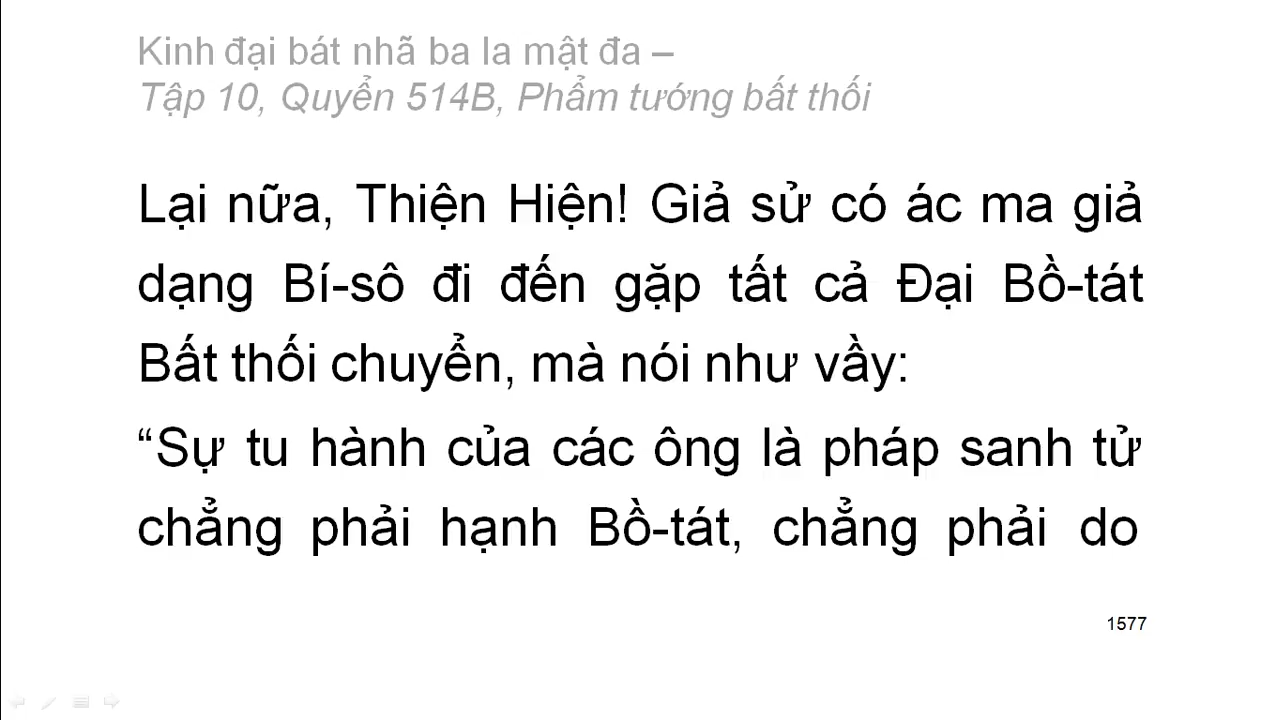 Kinh đại bát nhã ba la mật đa –
Tập 10, Quyển 514B, Phẩm tướng bất thối
Lại nữa, Thiện Hiện! Giả sử có ác ma giả
dạng Bí-sô đi đến gặp tất cả Đại Bồ-tát
Bất thối chuyển, mà nói như vầy:
“Sự tu hành của các ông là pháp sanh tử
chẳng phải hạnh Bồ-tát, chẳng phải do
1577